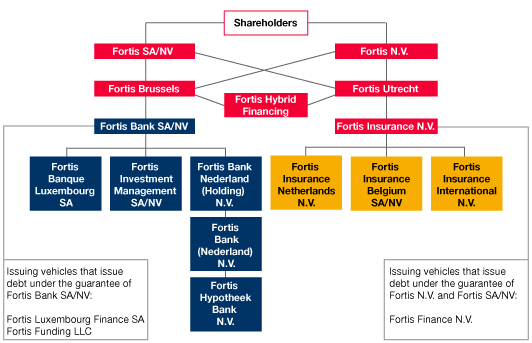 Shareholders
Fortis SA/NV
Fortis N.V.
Fortis Brussels
Fortis Utrecht
Fortis Hybrid
Financing
Fortis Bank SA/NV
Fortis Insurance N.V.
Fortis
Banque
Luxembourg
SA
Fortis
Investment
Management
SA/NV
Fortis Bank
Nederland
(Holding)
N.V.
Fortis
Insurance
Netherlands
N.V.
Fortis
Insurance
Belgium
SA/NV
Fortis
Insurance
International
N.V.
Fortis
Bank
(Nederland)
N.V.
Fortis
Hypotheek
Bank
N.V.
Issuing vehicles that issue
debt under the guarantee of
Fortis Bank SA/NV:
Fortis Luxembourg Finance SA
Fortis Funding LLC
Issuing vehicles that issue
debt under the guarantee of
Fortis N.V. and Fortis SA/NV:
Fortis Finance N.V.